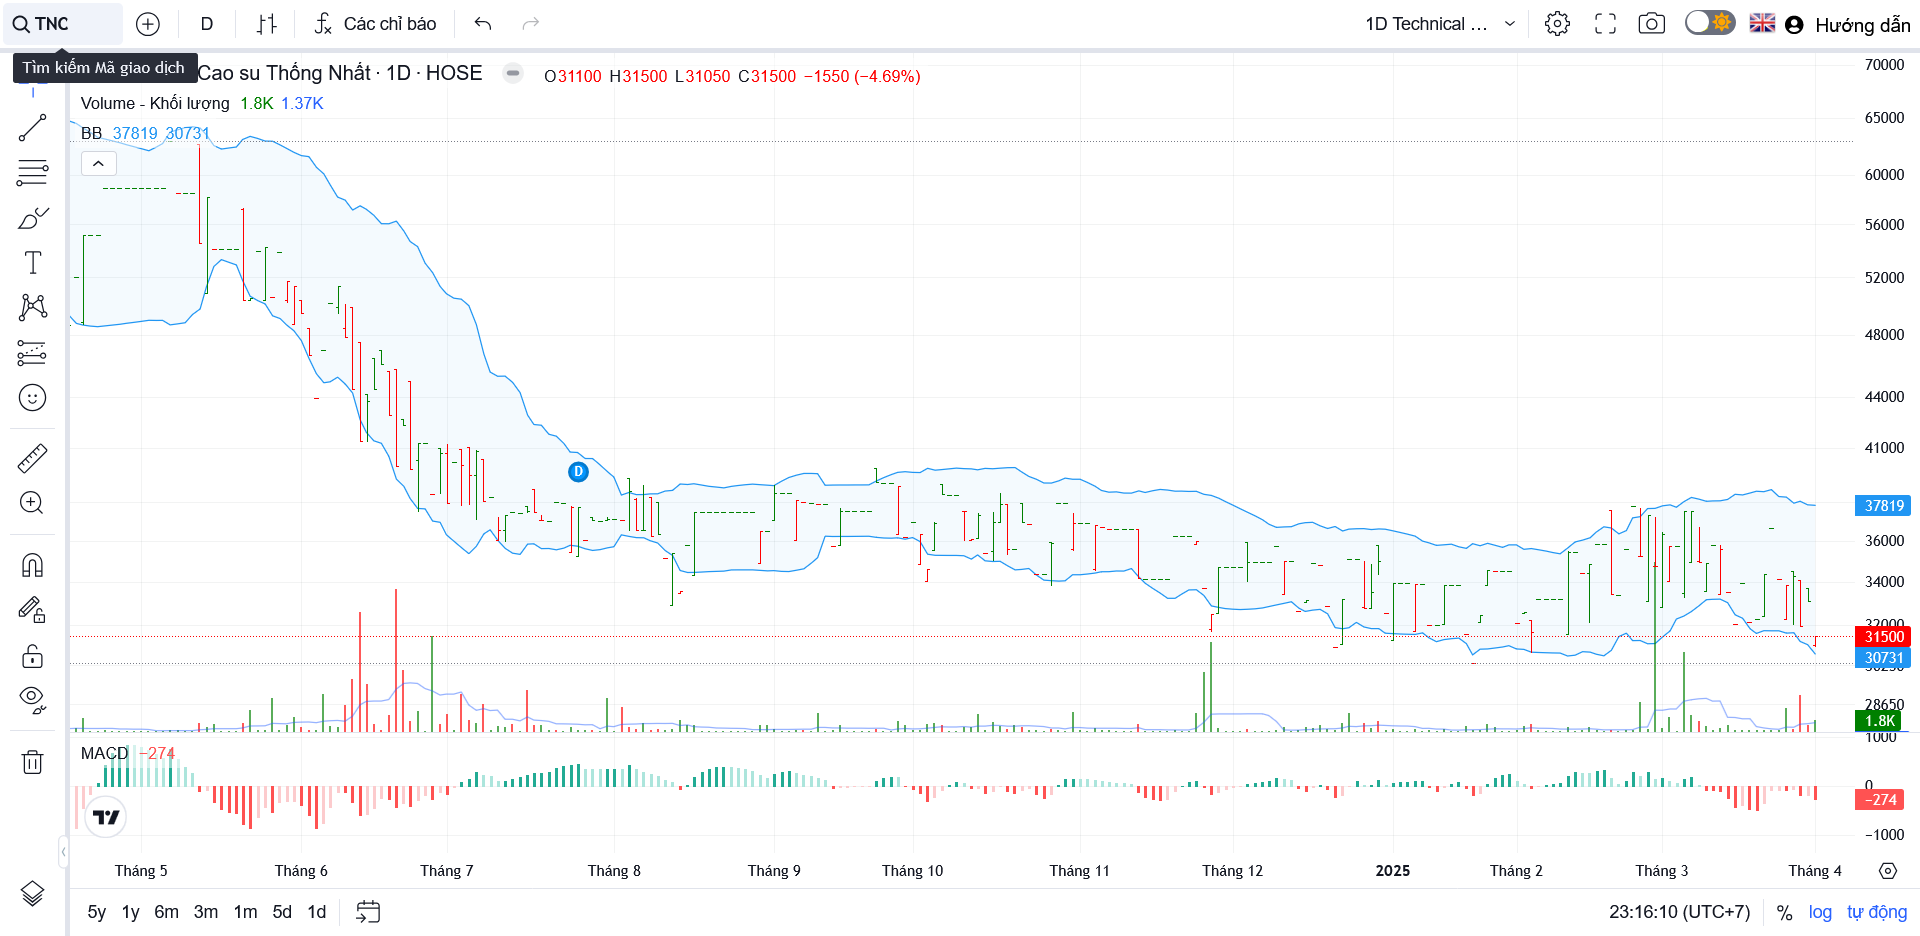 TNC
D
Các chỉ báo
1D Technical ...
Hướng dẫn
Tìm kiếm Mã giao dịch
Cao su Thống Nhất · 1D · HOSE
O31100 H31500 L31050 C31500 −1550 (−4.69%)
Volume - Khối lượng 1.8K 1.37K
BB 37819 30731
D
70000
65000
60000
56000
52000
48000
44000
41000
37819
36000
34000
32000
31500
30731
30250
28650
1.8K
1000
MACD −274
0
−274
−1000
Tháng 5 Tháng 6 Tháng 7 Tháng 8 Tháng 9 Tháng 10 Tháng 11 Tháng 12 2025 Tháng 2 Tháng 3 Tháng 4
5y 1y 6m 3m 1m 5d 1d
23:16:10 (UTC+7) % log tự động